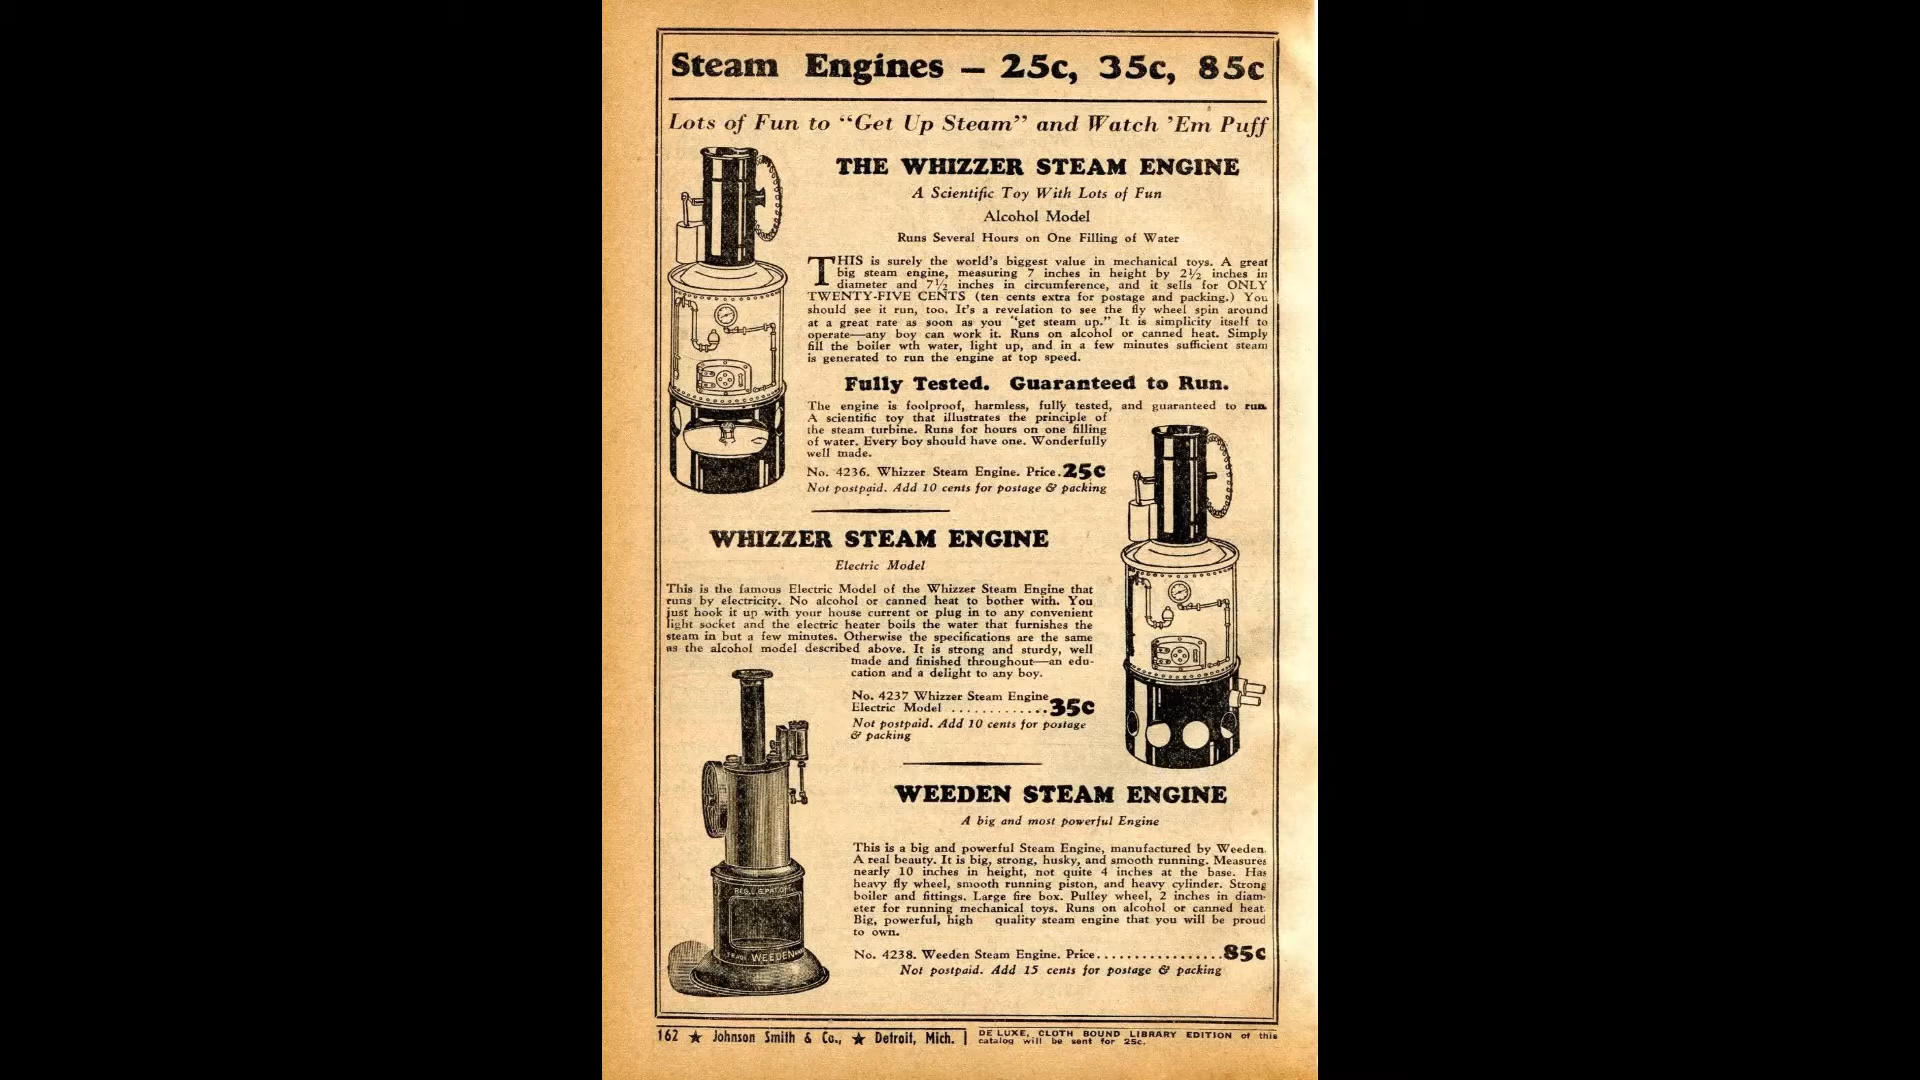 Steam Engines – 25c, 35c, 85c
Lots of Fun to “Get Up Steam” and Watch ’Em Puff
THE WHIZZER STEAM ENGINE
A Scientific Toy With Lots of Fun
Alcohol Model
Runs Several Hours on One Filling of Water
THIS is surely the world’s biggest value in mechanical toys. A great
big steam engine, measuring 7 inches in height by 2½ inches in
diameter and 7½ inches in circumference, and it sells for ONLY
TWENTY-FIVE CENTS (ten cents extra for postage and packing.) You
should see it run, too. It’s a revelation to see the fly wheel spin around
at a great rate as soon as you “get steam up.” It is simplicity itself to
operate—any boy can work it. Runs on alcohol or canned heat. Simply
fill the boiler wth water, light up, and in a few minutes sufficient steam
is generated to run the engine at top speed.
Fully Tested. Guaranteed to Run.
The engine is foolproof, harmless, fully tested, and guaranteed to run.
A scientific toy that illustrates the principle of
the steam turbine. Runs for hours on one filling
of water. Every boy should have one. Wonderfully
well made.
No. 4236. Whizzer Steam Engine. Price. 25c
Not postpaid. Add 10 cents for postage & packing
WHIZZER STEAM ENGINE
Electric Model
This is the famous Electric Model of the Whizzer Steam Engine that
runs by electricity. No alcohol or canned heat to bother with. You
just hook it up with your house current or plug in to any convenient
light socket and the electric heater boils the water that furnishes the
steam in but a few minutes. Otherwise the specifications are the same
as the alcohol model described above. It is strong and sturdy, well
made and finished throughout—an edu-
cation and a delight to any boy.
No. 4237 Whizzer Steam Engine
Electric Model ............. 35c
Not postpaid. Add 10 cents for postage
& packing
WEEDEN STEAM ENGINE
A big and most powerful Engine
This is a big and powerful Steam Engine, manufactured by Weeden.
A real beauty. It is big, strong, husky, and smooth running. Measures
nearly 10 inches in height, not quite 4 inches at the base. Has
heavy fly wheel, smooth running piston, and heavy cylinder. Strong
boiler and fittings. Large fire box. Pulley wheel, 2 inches in diam-
eter for running mechanical toys. Runs on alcohol or canned heat.
Big, powerful, high quality steam engine that you will be proud
to own.
No. 4238. Weeden Steam Engine. Price................. 85c
Not postpaid. Add 15 cents for postage & packing
WEEDEN
162 ★ Johnson Smith & Co., ★ Detroit, Mich.
DE LUXE, CLOTH BOUND LIBRARY EDITION of this
catalog will be sent for 25c.